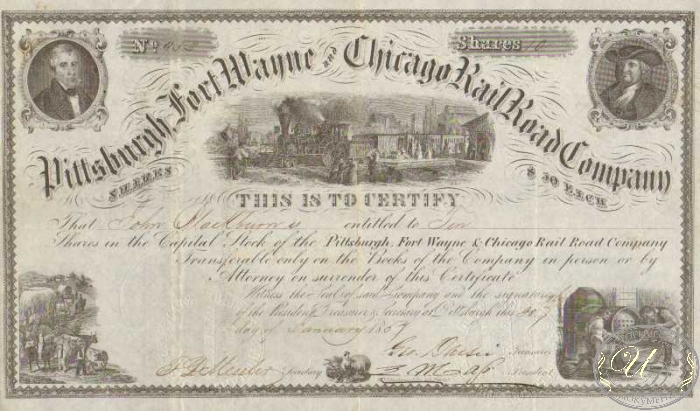 No
Shares 10
Pittsburgh, Fort Wayne and Chicago Rail Road Company
SHARES $50 EACH
THIS IS TO CERTIFY
That John Blackburn is entitled to Ten
Shares in the Capital Stock of the Pittsburgh, Fort Wayne & Chicago Rail Road Company
Transferable only on the Books of the Company in person or by
Attorney on surrender of this Certificate
Witness the Seal of said Company and the signatures
of the President, Treasurer & Secretary at Pittsburgh this
day of January 18
Treasurer
Secretary
President
U